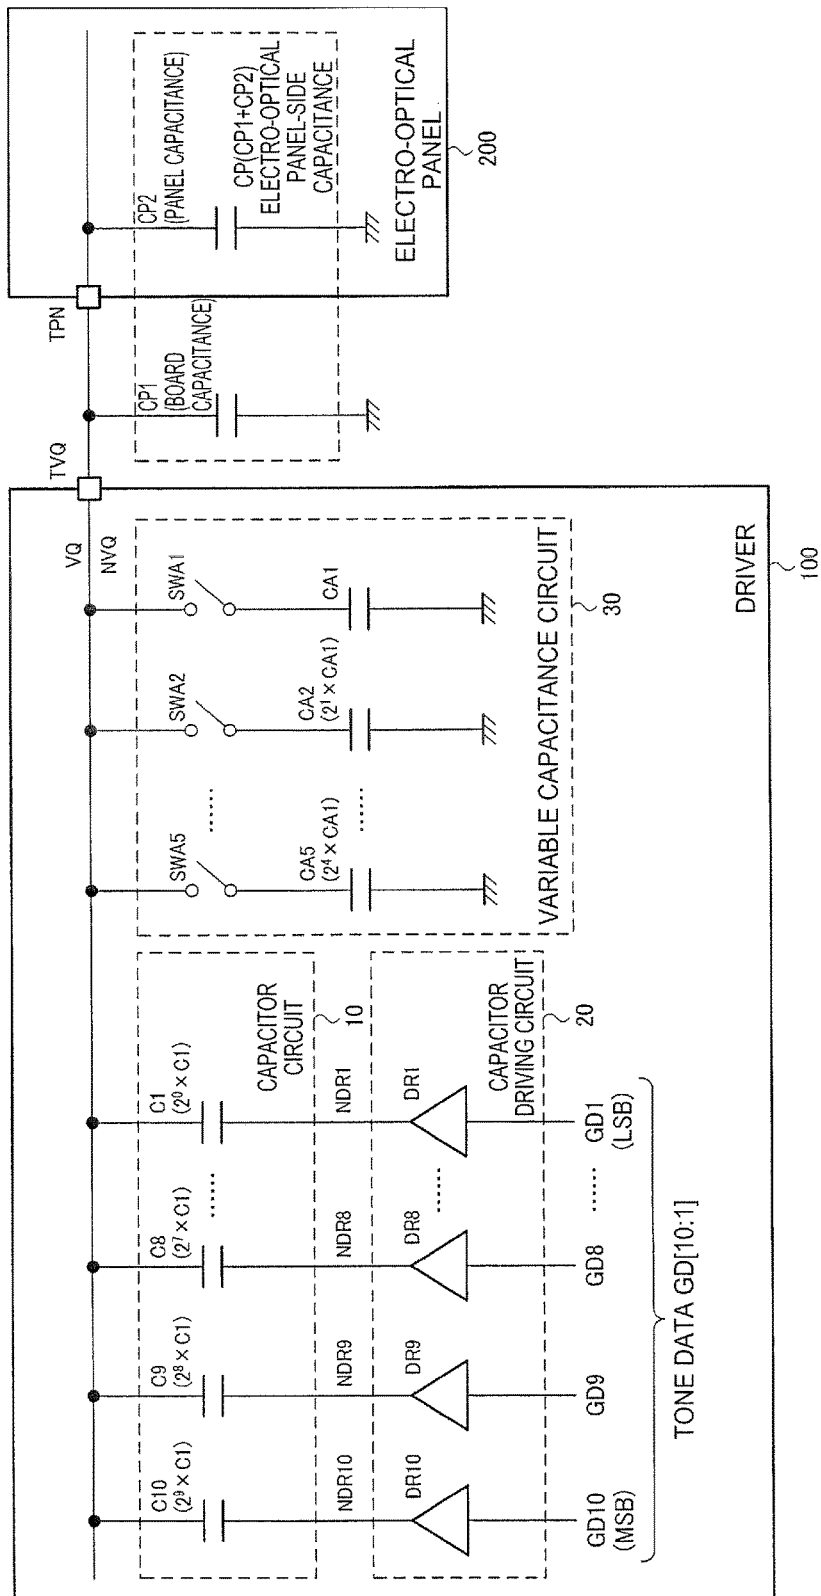 C10
(2⁹ × C1)
C9
(2⁸ × C1)
C8
(2⁷ × C1)
......
C1
(2⁰ × C1)
CAPACITOR
CIRCUIT
10
NDR10
NDR9
NDR8
NDR1
DR10
DR9
DR8
......
DR1
CAPACITOR
DRIVING CIRCUIT
20
GD10
(MSB)
GD9
GD8
......
GD1
(LSB)
TONE DATA GD[10:1]
SWA5
......
SWA2
SWA1
CA5
(2⁴ × CA1)
......
CA2
(2¹ × CA1)
CA1
VARIABLE CAPACITANCE CIRCUIT
30
VQ
NVQ
DRIVER
100
TVQ
TPN
CP1
(BOARD
CAPACITANCE)
CP2
(PANEL CAPACITANCE)
CP(CP1+CP2)
ELECTRO-OPTICAL
PANEL-SIDE
CAPACITANCE
ELECTRO-OPTICAL
PANEL
200